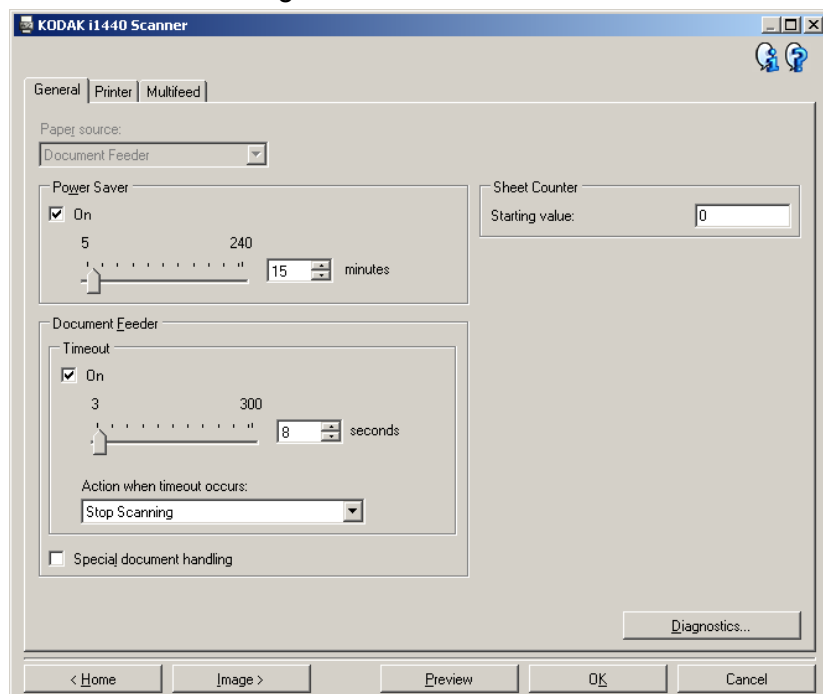 KODAK i1440 Scanner
General Printer Multifeed
Paper source:
Document Feeder
Power Saver
On
5 240
15 minutes
Sheet Counter
Starting value: 0
Document Feeder
Timeout
On
3 300
8 seconds
Action when timeout occurs:
Stop Scanning
Special document handling
Diagnostics...
< Home Image > Preview OK Cancel